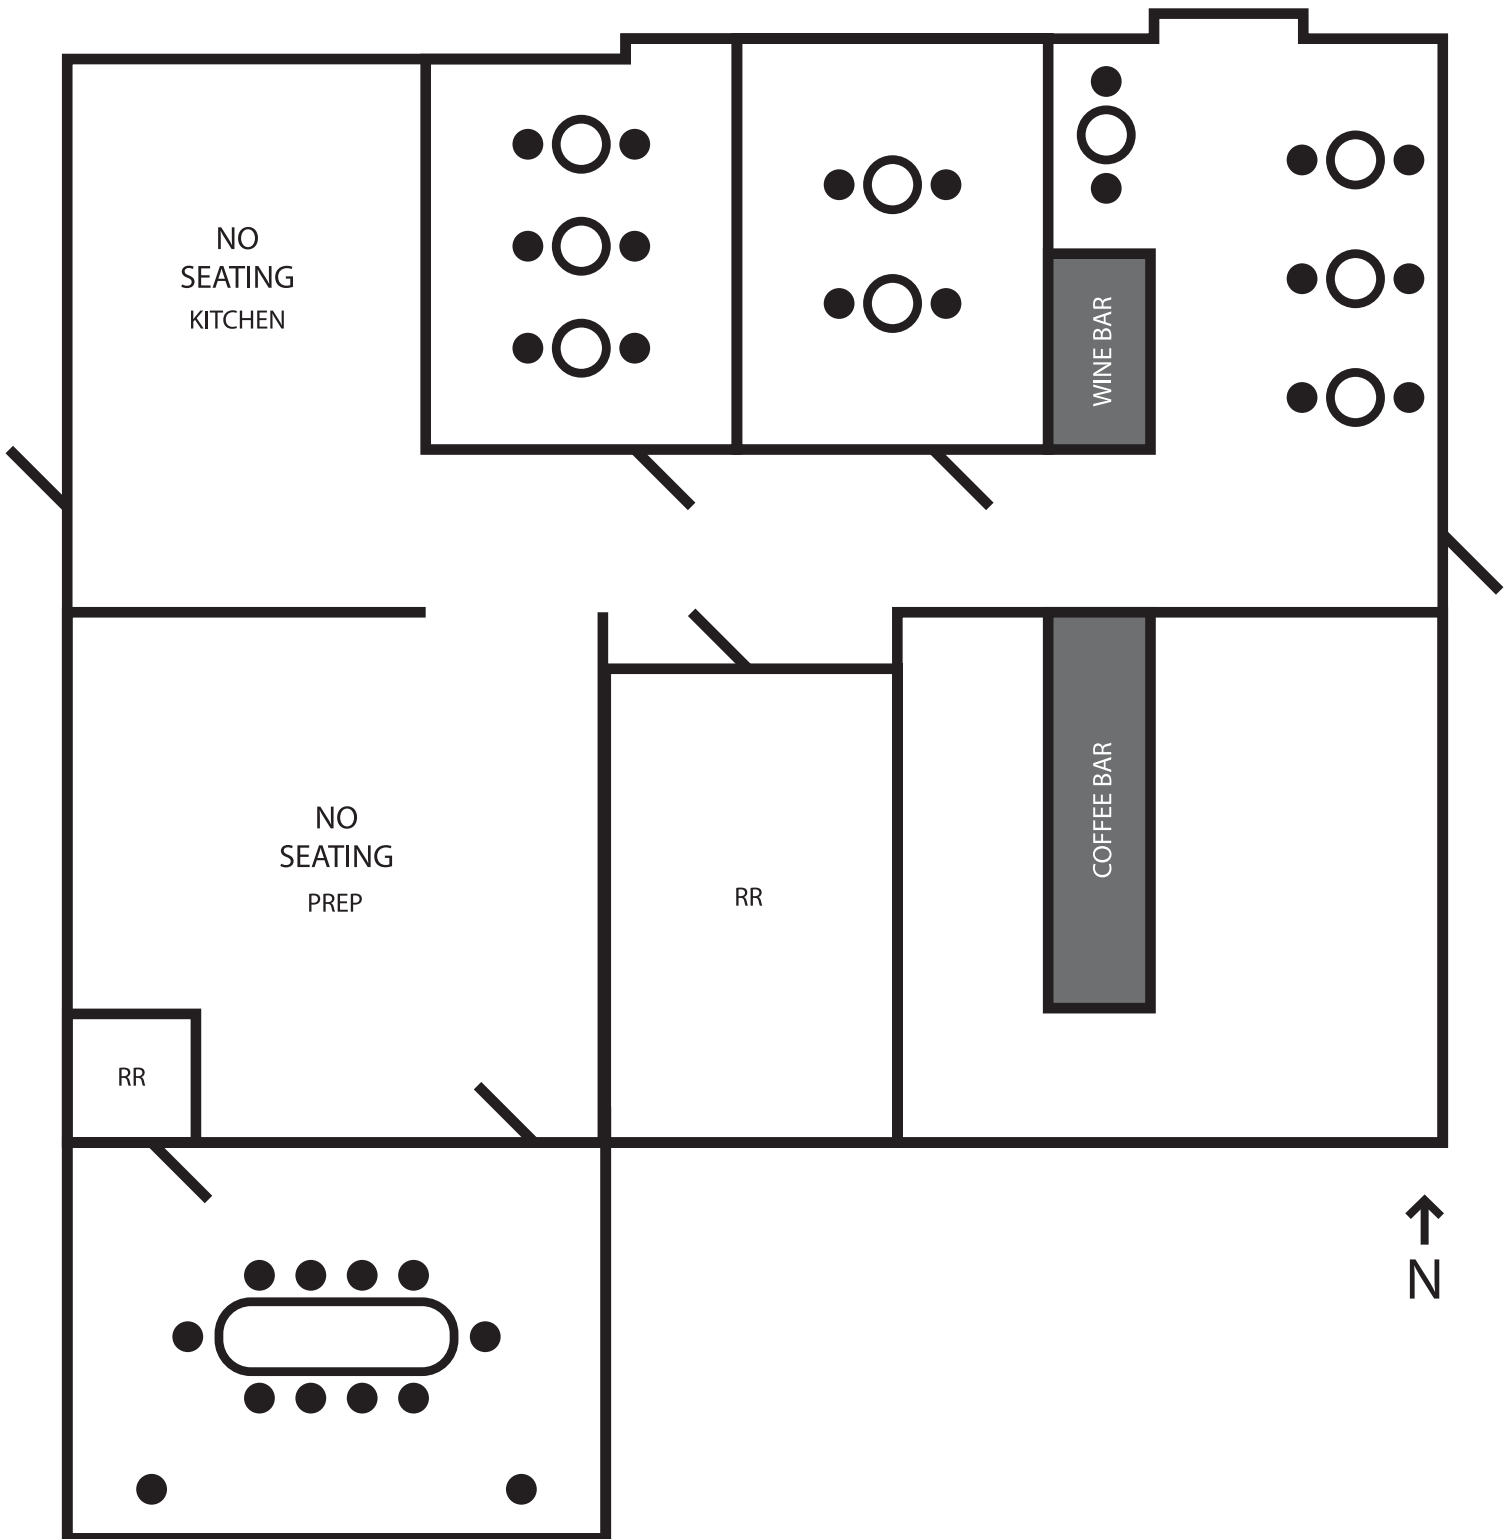 NO
SEATING
KITCHEN
WINE BAR
NO
SEATING
PREP
COFFEE BAR
RR
RR
N